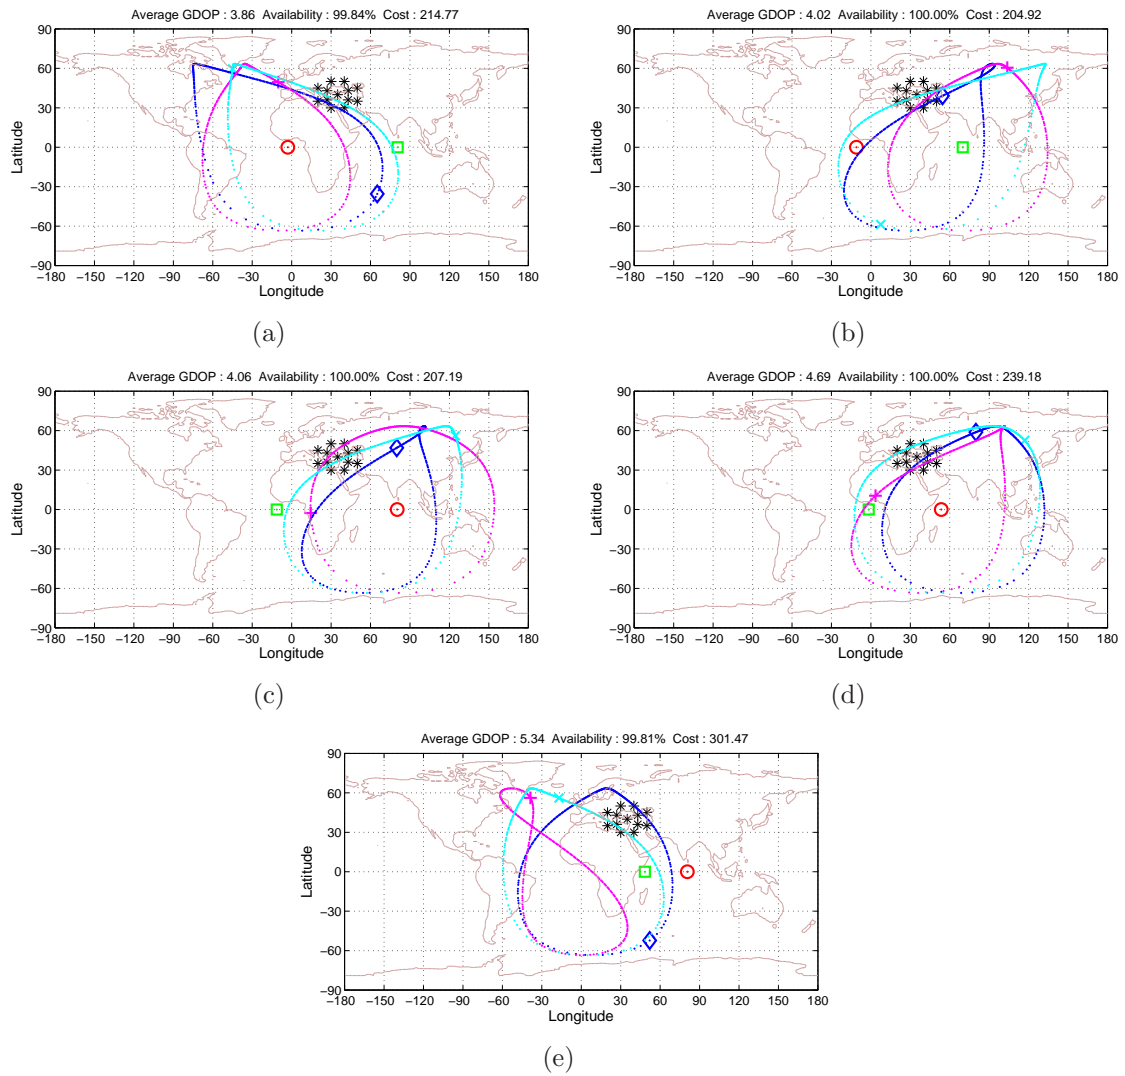 Average GDOP : 3.86 Availability : 99.84% Cost : 214.77
90
60
30
0
−30
−60
−90
Latitude
−180 −150 −120 −90 −60 −30 0 30 60 90 120 150 180
Longitude
(a)
Average GDOP : 4.02 Availability : 100.00% Cost : 204.92
90
60
30
0
−30
−60
−90
Latitude
−180 −150 −120 −90 −60 −30 0 30 60 90 120 150 180
Longitude
(b)
Average GDOP : 4.06 Availability : 100.00% Cost : 207.19
90
60
30
0
−30
−60
−90
Latitude
−180 −150 −120 −90 −60 −30 0 30 60 90 120 150 180
Longitude
(c)
Average GDOP : 4.69 Availability : 100.00% Cost : 239.18
90
60
30
0
−30
−60
−90
Latitude
−180 −150 −120 −90 −60 −30 0 30 60 90 120 150 180
Longitude
(d)
Average GDOP : 5.34 Availability : 99.81% Cost : 301.47
90
60
30
0
−30
−60
−90
Latitude
−180 −150 −120 −90 −60 −30 0 30 60 90 120 150 180
Longitude
(e)